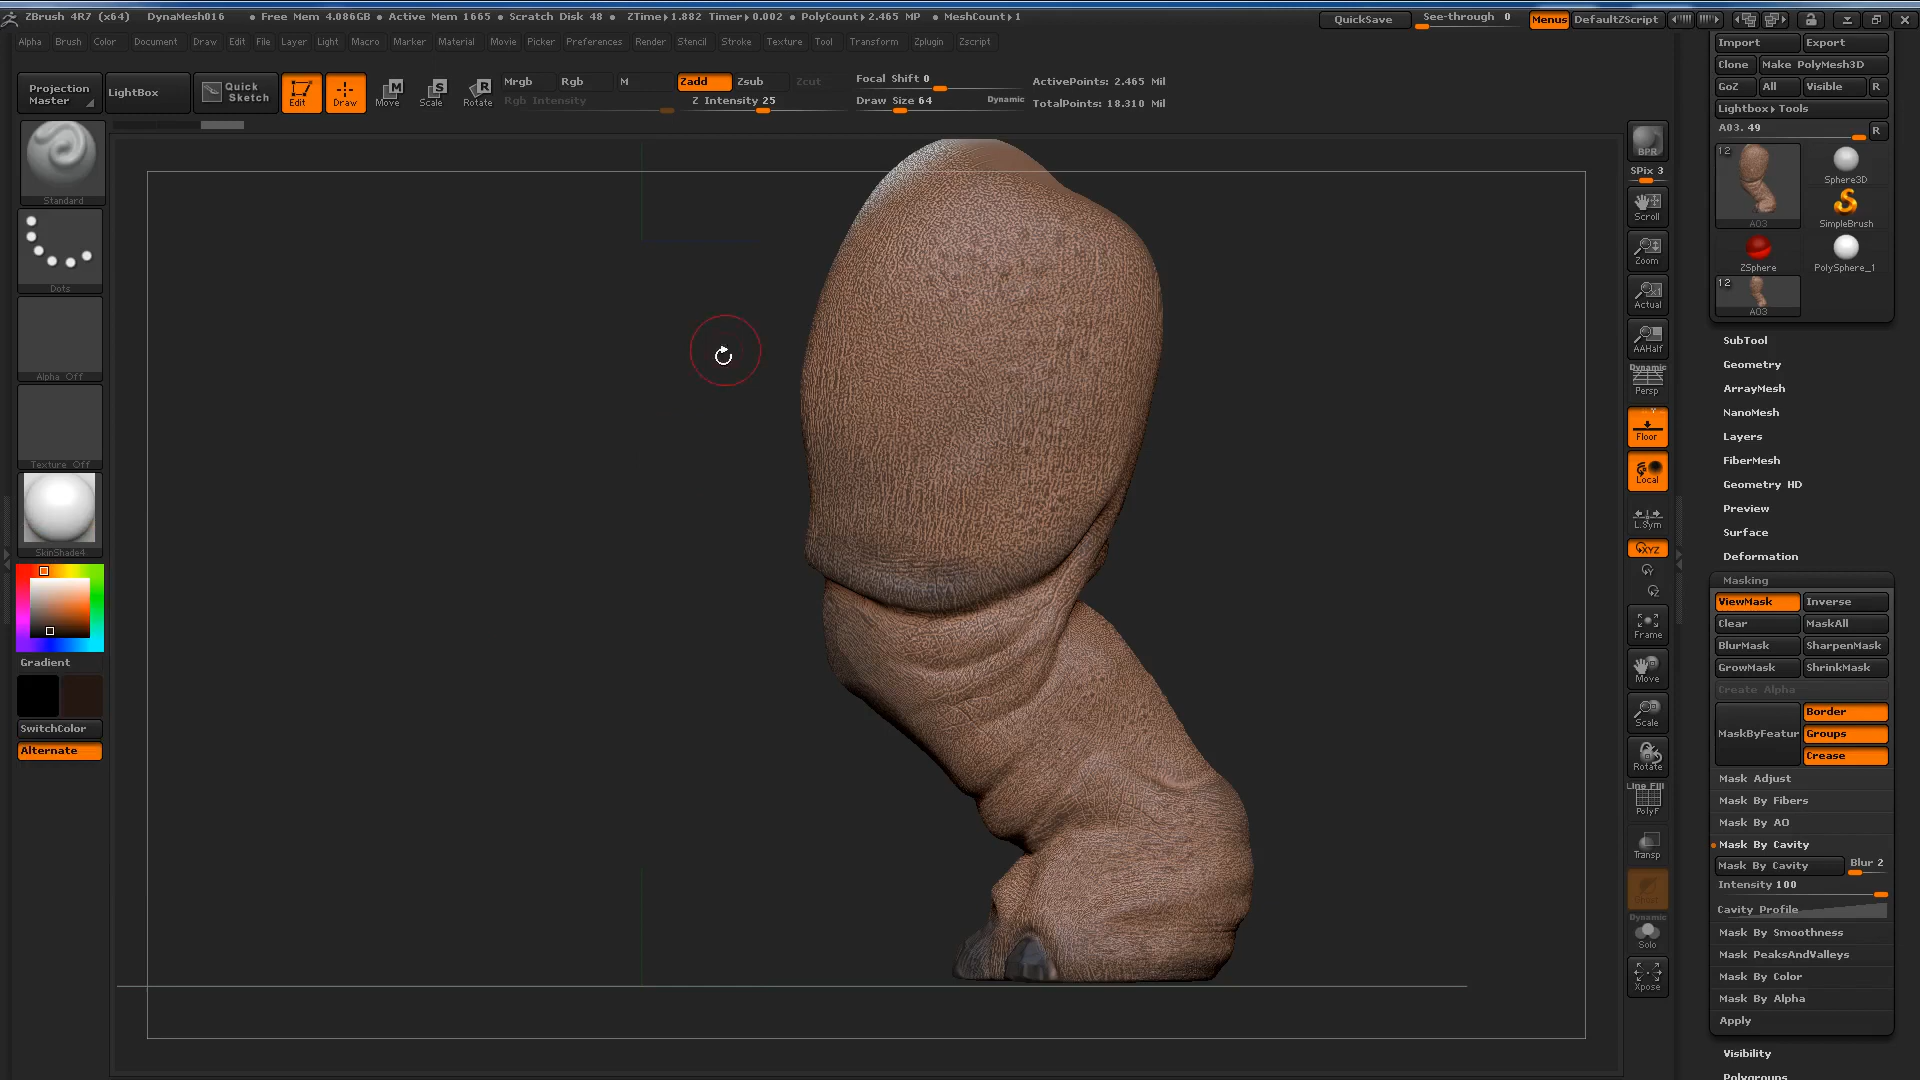 ZBrush 4R7 (x64) DynaMesh016 • Free Mem 4.086GB • Active Mem 1665 • Scratch Disk 48 • ZTime▸1.882 Timer▸0.002 • PolyCount▸2.465 MP • MeshCount▸1
QuickSave See-through 0 Menus DefaultZScript
Alpha Brush Color Document Draw Edit File Layer Light Macro Marker Material Movie Picker Preferences Render Stencil Stroke Texture Tool Transform Zplugin Zscript
Projection Master
LightBox
Quick Sketch
Edit
Draw
Move
Scale
Rotate
Mrgb Rgb M Zadd Zsub Zcut
Rgb Intensity Z Intensity 25
Focal Shift 0
Draw Size 64 Dynamic
ActivePoints: 2.465 Mil
TotalPoints: 18.310 Mil
Standard
Dots
Alpha Off
Texture Off
SkinShade4
Gradient
SwitchColor
Alternate
BPR
SPix 3
Scroll
Zoom
Actual
AAHalf
Dynamic
Persp
Floor
Local
L.Sym
XYZ
Y
Z
Frame
Move
Scale
Rotate
Line Fill
PolyF
Transp
Ghost
Dynamic
Solo
Xpose
Import Export
Clone Make PolyMesh3D
GoZ All Visible R
Lightbox▸Tools
A03. 49 R
12
A03
Sphere3D
SimpleBrush
ZSphere
PolySphere_1
12
A03
SubTool
Geometry
ArrayMesh
NanoMesh
Layers
FiberMesh
Geometry HD
Preview
Surface
Deformation
Masking
ViewMask Inverse
Clear MaskAll
BlurMask SharpenMask
GrowMask ShrinkMask
Create Alpha
MaskByFeatur
Border
Groups
Crease
Mask Adjust
Mask By Fibers
Mask By AO
Mask By Cavity
Mask By Cavity Blur 2
Intensity 100
Cavity Profile
Mask By Smoothness
Mask PeaksAndValleys
Mask By Color
Mask By Alpha
Apply
Visibility
Polygroups